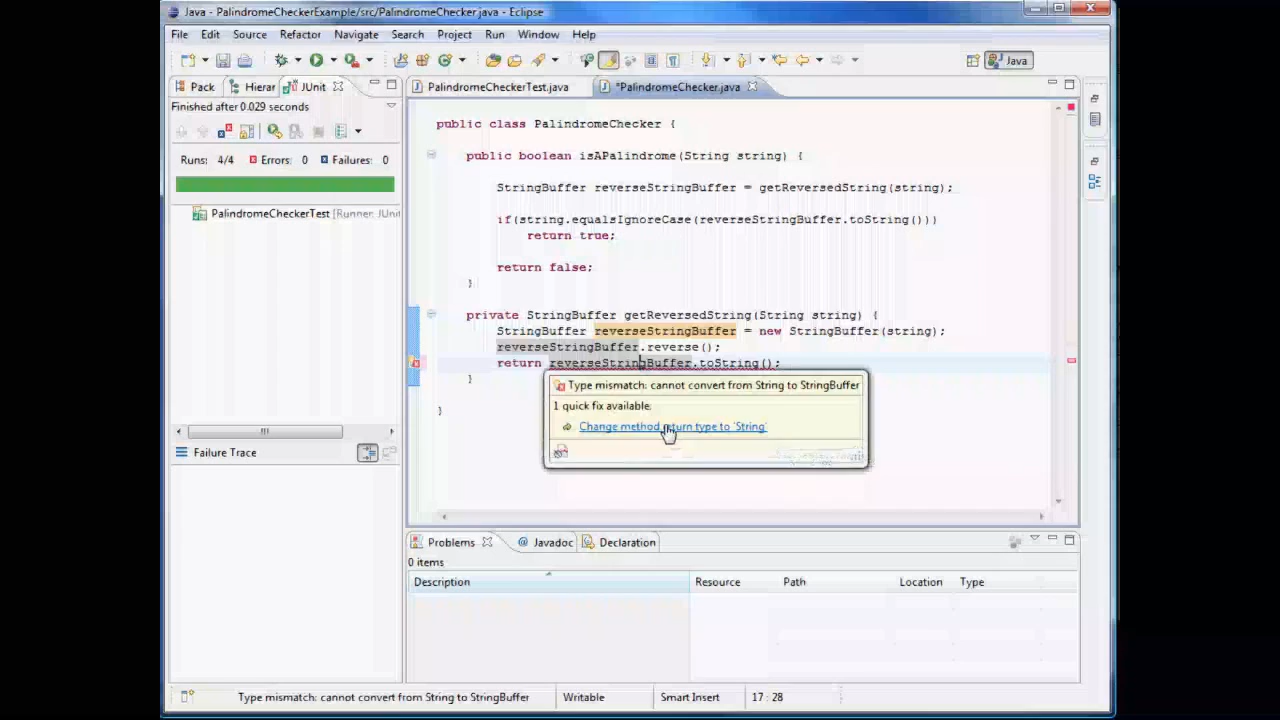 Java - PalindromeCheckerExample/src/PalindromeChecker.java - Eclipse
File Edit Source Refactor Navigate Search Project Run Window Help
Java
Pack Hierar JUnit
PalindromeCheckerTest.java *PalindromeChecker.java
Finished after 0.029 seconds
Runs: 4/4 Errors: 0 Failures: 0
PalindromeCheckerTest [Runner: JUnit
Failure Trace
public class PalindromeChecker {
public boolean isAPalindrome(String string) {
StringBuffer reverseStringBuffer = getReversedString(string);
if(string.equalsIgnoreCase(reverseStringBuffer.toString()))
return true;
return false;
}
private StringBuffer getReversedString(String string) {
StringBuffer reverseStringBuffer = new StringBuffer(string);
reverseStringBuffer.reverse();
return reverseStringBuffer.toString();
}
}
Type mismatch: cannot convert from String to StringBuffer
1 quick fix available:
Change method return type to 'String'
Problems @ Javadoc Declaration
0 items
Description Resource Path Location Type
Type mismatch: cannot convert from String to StringBuffer Writable Smart Insert 17 : 28